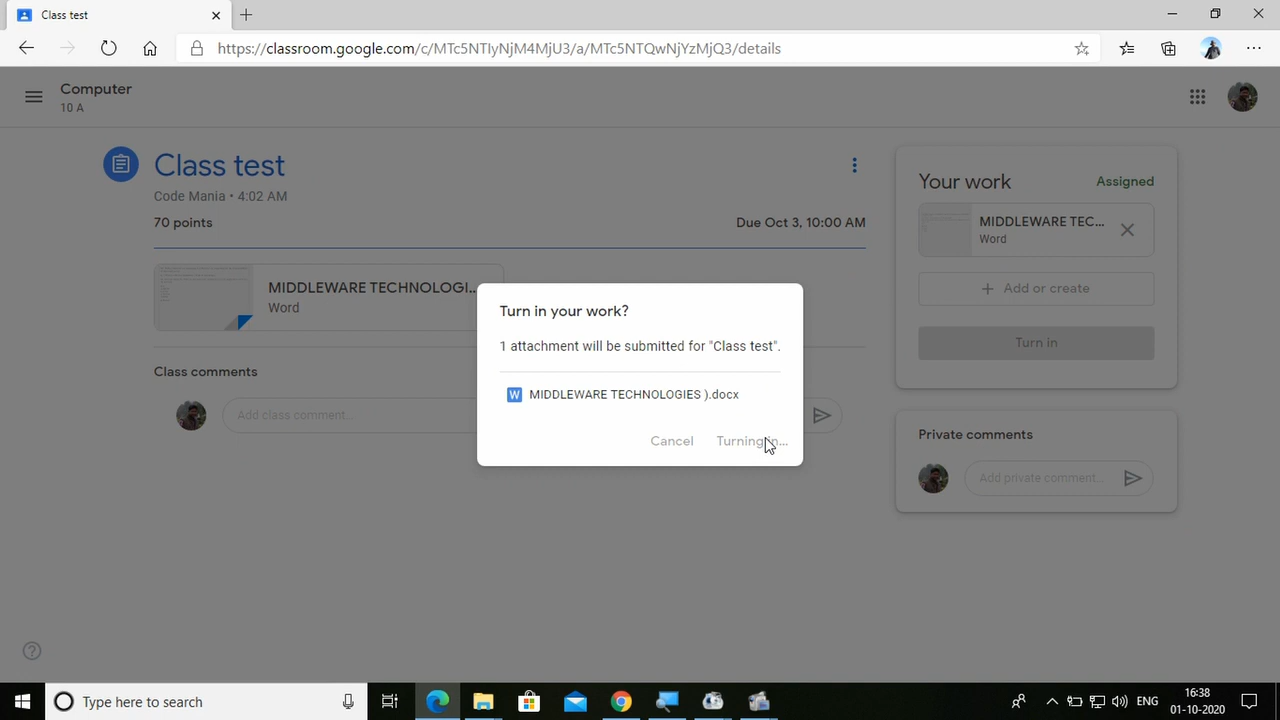 Class test
https://classroom.google.com/c/MTc5NTIyNjM4MjU3/a/MTc5NTQwNjYzMjQ3/details
Computer
10 A
Class test
Code Mania • 4:02 AM
70 points
Due Oct 3, 10:00 AM
MIDDLEWARE TECHNOLOGI...
Word
Class comments
Add class comment...
Your work
Assigned
MIDDLEWARE TEC...
Word
Add or create
Turn in
Private comments
Add private comment...
Turn in your work?
1 attachment will be submitted for "Class test".
W MIDDLEWARE TECHNOLOGIES ).docx
Cancel
Turning in...
Type here to search
ENG
16:38
01-10-2020